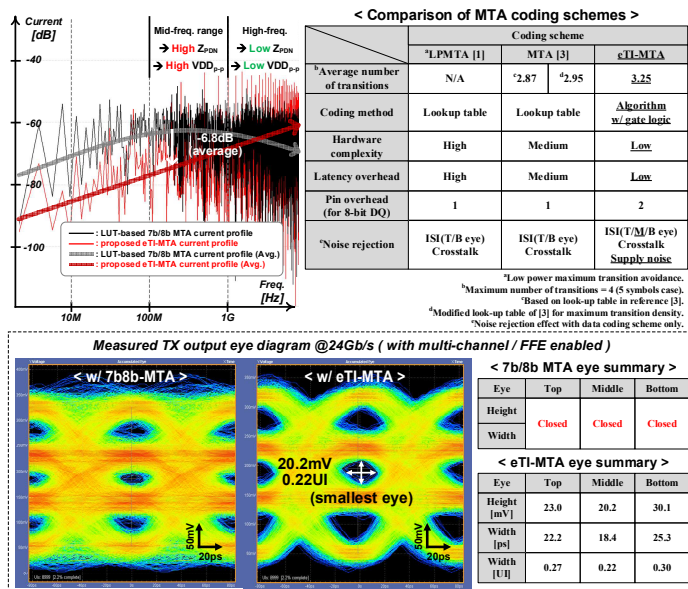 Current
[dB]
-40
-60
-80
-100
Mid-freq. range
➔ High ZPDN
➔ High VDDp-p
High-freq.
➔ Low ZPDN
➔ Low VDDp-p
-6.8dB
(average)
: LUT-based 7b/8b MTA current profile
: proposed eTI-MTA current profile
: LUT-based 7b/8b MTA current profile (Avg.)
: proposed eTI-MTA current profile (Avg.)
Freq.
[Hz]
10M 100M 1G
< Comparison of MTA coding schemes >
Coding scheme
aLPMTA [1] MTA [3] eTI-MTA
bAverage number of transitions N/A c2.87 d2.95 3.25
Coding method Lookup table Lookup table Algorithm w/ gate logic
Hardware complexity High Medium Low
Latency overhead High Medium Low
Pin overhead (for 8-bit DQ) 1 1 2
eNoise rejection ISI(T/B eye) Crosstalk ISI(T/B eye) Crosstalk ISI(T/M/B eye) Crosstalk Supply noise
aLow power maximum transition avoidance.
bMaximum number of transitions = 4 (5 symbols case).
cBased on look-up table in reference [3].
dModified look-up table of [3] for maximum transition density.
eNoise rejection effect with data coding scheme only.
Measured TX output eye diagram @24Gb/s ( with multi-channel / FFE enabled )
< w/ 7b8b-MTA >
50mV
20ps
< w/ eTI-MTA >
20.2mV
0.22UI
(smallest eye)
50mV
20ps
< 7b/8b MTA eye summary >
Eye Top Middle Bottom
Height Closed Closed Closed
Width
< eTI-MTA eye summary >
Eye Top Middle Bottom
Height [mV] 23.0 20.2 30.1
Width [ps] 22.2 18.4 25.3
Width [UI] 0.27 0.22 0.30